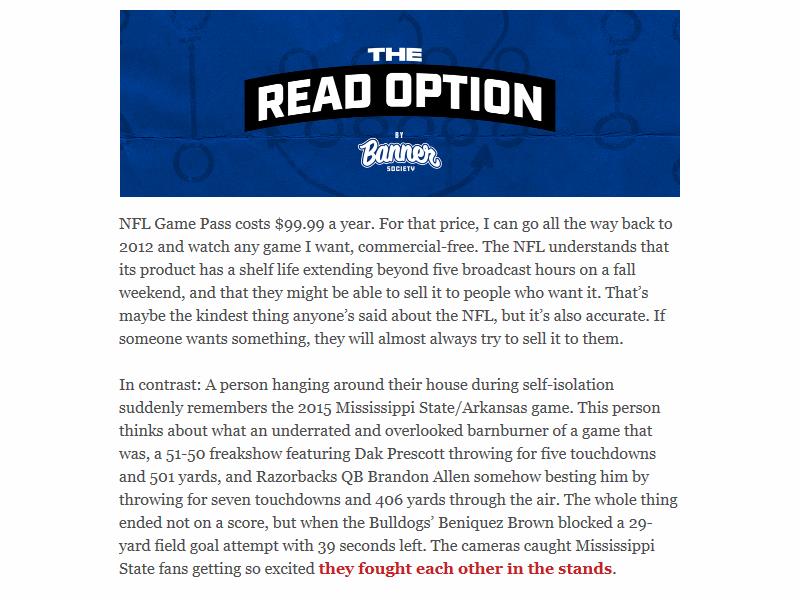 THE
READ OPTION
BY
Banner
SOCIETY
NFL Game Pass costs $99.99 a year. For that price, I can go all the way back to
2012 and watch any game I want, commercial-free. The NFL understands that
its product has a shelf life extending beyond five broadcast hours on a fall
weekend, and that they might be able to sell it to people who want it. That’s
maybe the kindest thing anyone’s said about the NFL, but it’s also accurate. If
someone wants something, they will almost always try to sell it to them.
In contrast: A person hanging around their house during self-isolation
suddenly remembers the 2015 Mississippi State/Arkansas game. This person
thinks about what an underrated and overlooked barnburner of a game that
was, a 51-50 freakshow featuring Dak Prescott throwing for five touchdowns
and 501 yards, and Razorbacks QB Brandon Allen somehow besting him by
throwing for seven touchdowns and 406 yards through the air. The whole thing
ended not on a score, but when the Bulldogs’ Beniquez Brown blocked a 29-
yard field goal attempt with 39 seconds left. The cameras caught Mississippi
State fans getting so excited they fought each other in the stands.